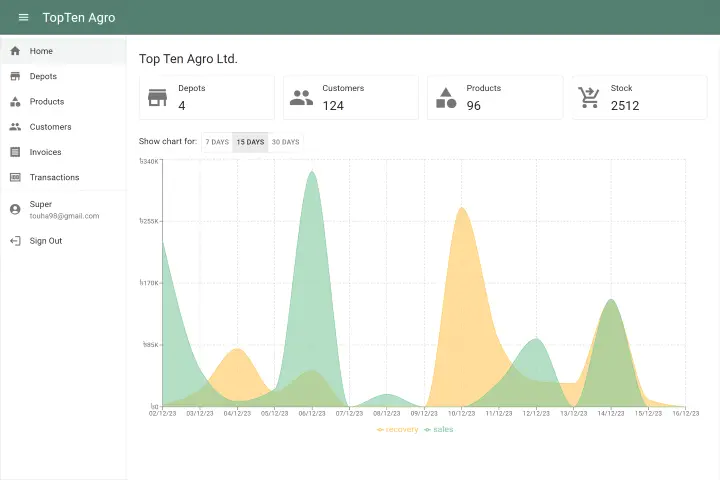 TopTen Agro
Home
Depots
Products
Customers
Invoices
Transactions
Super
touha98@gmail.com
Sign Out
Top Ten Agro Ltd.
Depots
4
Customers
124
Products
96
Stock
2512
Show chart for: 7 DAYS 15 DAYS 30 DAYS
৳340K
৳255K
৳170K
৳85K
৳0
02/12/23 03/12/23 04/12/23 05/12/23 06/12/23 07/12/23 08/12/23 09/12/23 10/12/23 11/12/23 12/12/23 13/12/23 14/12/23 15/12/23 16/12/23
recovery sales